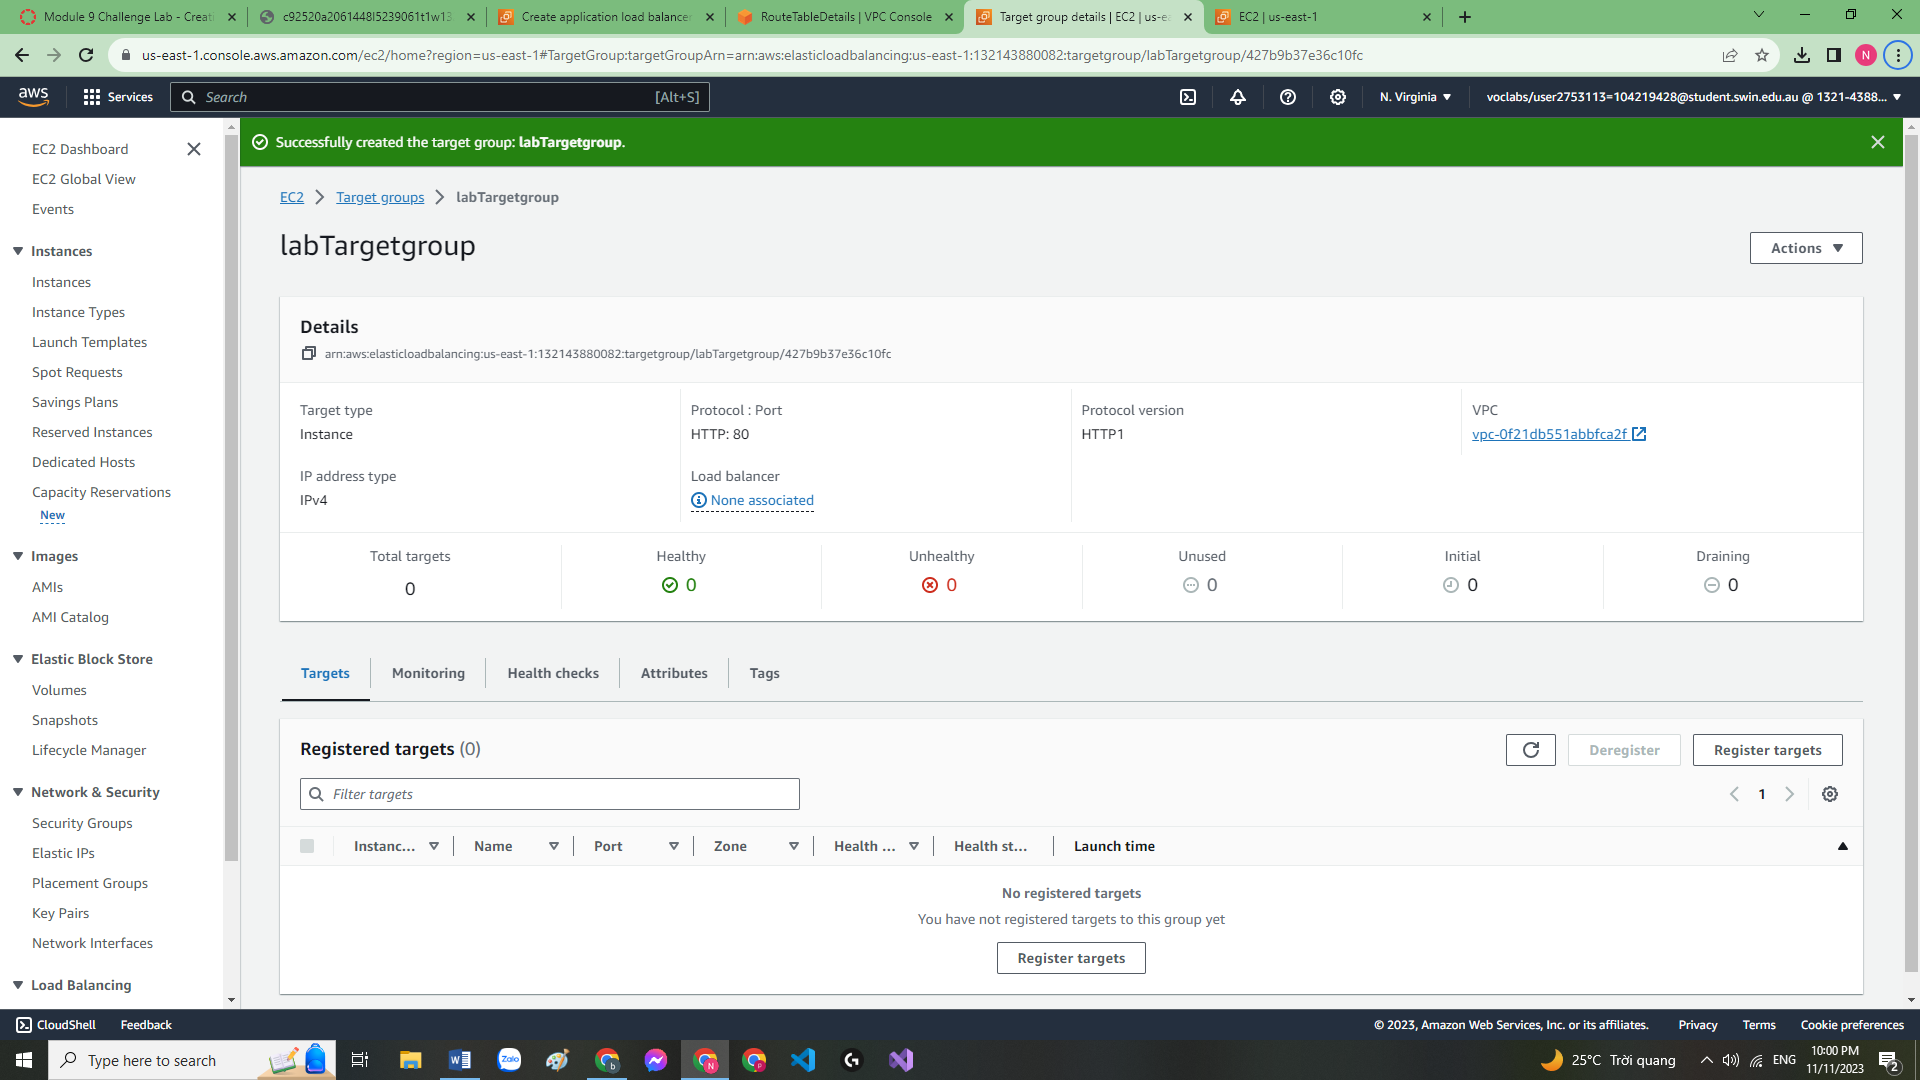 Module 9 Challenge Lab - Creati
c92520a2061448l5239061t1w13
Create application load balancer
RouteTableDetails | VPC Console
Target group details | EC2 | us-ea
EC2 | us-east-1
us-east-1.console.aws.amazon.com/ec2/home?region=us-east-1#TargetGroup:targetGroupArn=arn:aws:elasticloadbalancing:us-east-1:132143880082:targetgroup/labTargetgroup/427b9b37e36c10fc
N
aws
Services
Search
[Alt+S]
N. Virginia
voclabs/user2753113=104219428@student.swin.edu.au @ 1321-4388...
EC2 Dashboard
EC2 Global View
Events
Instances
Instances
Instance Types
Launch Templates
Spot Requests
Savings Plans
Reserved Instances
Dedicated Hosts
Capacity Reservations
New
Images
AMIs
AMI Catalog
Elastic Block Store
Volumes
Snapshots
Lifecycle Manager
Network & Security
Security Groups
Elastic IPs
Placement Groups
Key Pairs
Network Interfaces
Load Balancing
Successfully created the target group: labTargetgroup.
EC2 > Target groups > labTargetgroup
labTargetgroup
Actions
Details
arn:aws:elasticloadbalancing:us-east-1:132143880082:targetgroup/labTargetgroup/427b9b37e36c10fc
Target type
Instance
Protocol : Port
HTTP: 80
Protocol version
HTTP1
VPC
vpc-0f21db551abbfca2f
IP address type
IPv4
Load balancer
None associated
Total targets
0
Healthy
0
Unhealthy
0
Unused
0
Initial
0
Draining
0
Targets
Monitoring
Health checks
Attributes
Tags
Registered targets (0)
Deregister
Register targets
Filter targets
1
Instanc...
Name
Port
Zone
Health ...
Health st...
Launch time
No registered targets
You have not registered targets to this group yet
Register targets
CloudShell
Feedback
© 2023, Amazon Web Services, Inc. or its affiliates.
Privacy
Terms
Cookie preferences
Type here to search
Zalo
25°C Trời quang
ENG
10:00 PM
11/11/2023
2